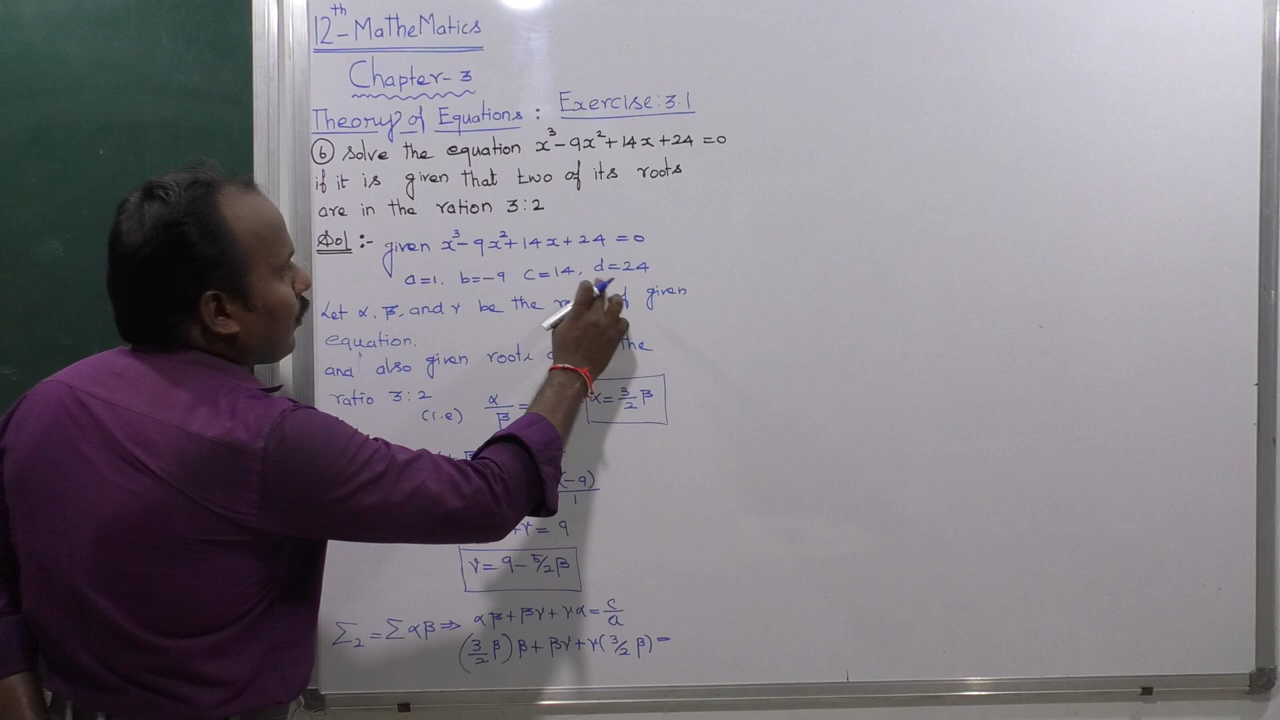 12th - MatheMatics
Chapter - 3
Theory of Equations : Exercise : 3.1
⑥ Solve the equation x³ - 9x² + 14x + 24 = 0
if it is given that two of its roots
are in the ration 3:2
Sol :- given x³ - 9x² + 14x + 24 = 0
a=1, b=-9 c=14, d=24
Let α, β, and γ be the of given
equation.
and also given roots the
ratio 3:2
(i.e) α/β = α = 3/2 β
(-9)/1
+γ = 9
γ = 9 - 5/2 β
Σ₂ = Σαβ ⇒ αβ + βγ + γα = c/a
(3/2 β) β + βγ + γ(3/2 β) =